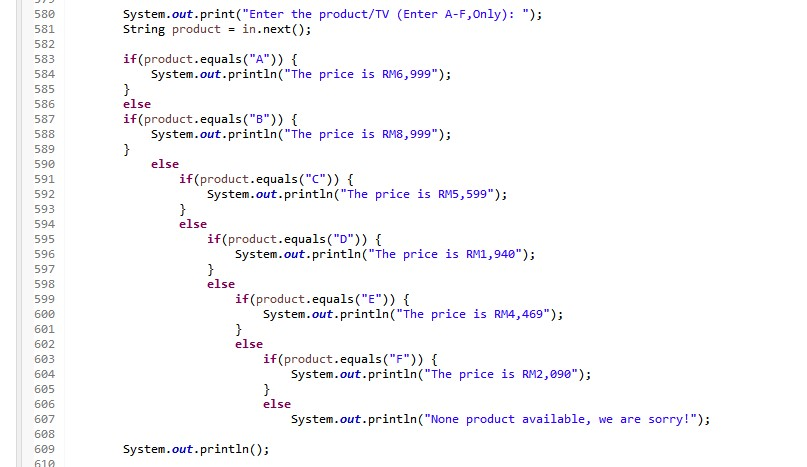 579
580 System.out.print("Enter the product/TV (Enter A-F,Only): ");
581 String product = in.next();
582
583 if(product.equals("A")) {
584 System.out.println("The price is RM6,999");
585 }
586 else
587 if(product.equals("B")) {
588 System.out.println("The price is RM8,999");
589 }
590 else
591 if(product.equals("C")) {
592 System.out.println("The price is RM5,599");
593 }
594 else
595 if(product.equals("D")) {
596 System.out.println("The price is RM1,940");
597 }
598 else
599 if(product.equals("E")) {
600 System.out.println("The price is RM4,469");
601 }
602 else
603 if(product.equals("F")) {
604 System.out.println("The price is RM2,090");
605 }
606 else
607 System.out.println("None product available, we are sorry!");
608
609 System.out.println();
610